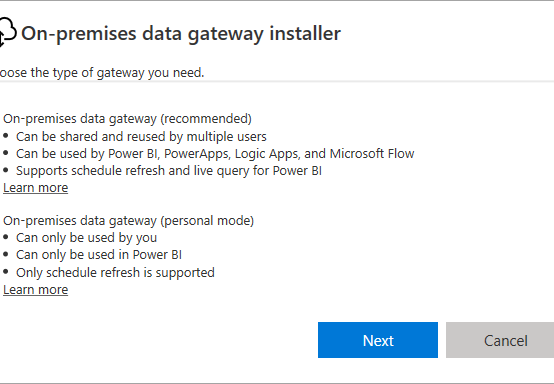 On-premises data gateway installer
oose the type of gateway you need.
On-premises data gateway (recommended)
• Can be shared and reused by multiple users
• Can be used by Power BI, PowerApps, Logic Apps, and Microsoft Flow
• Supports schedule refresh and live query for Power BI
Learn more
On-premises data gateway (personal mode)
• Can only be used by you
• Can only be used in Power BI
• Only schedule refresh is supported
Learn more
Next
Cancel